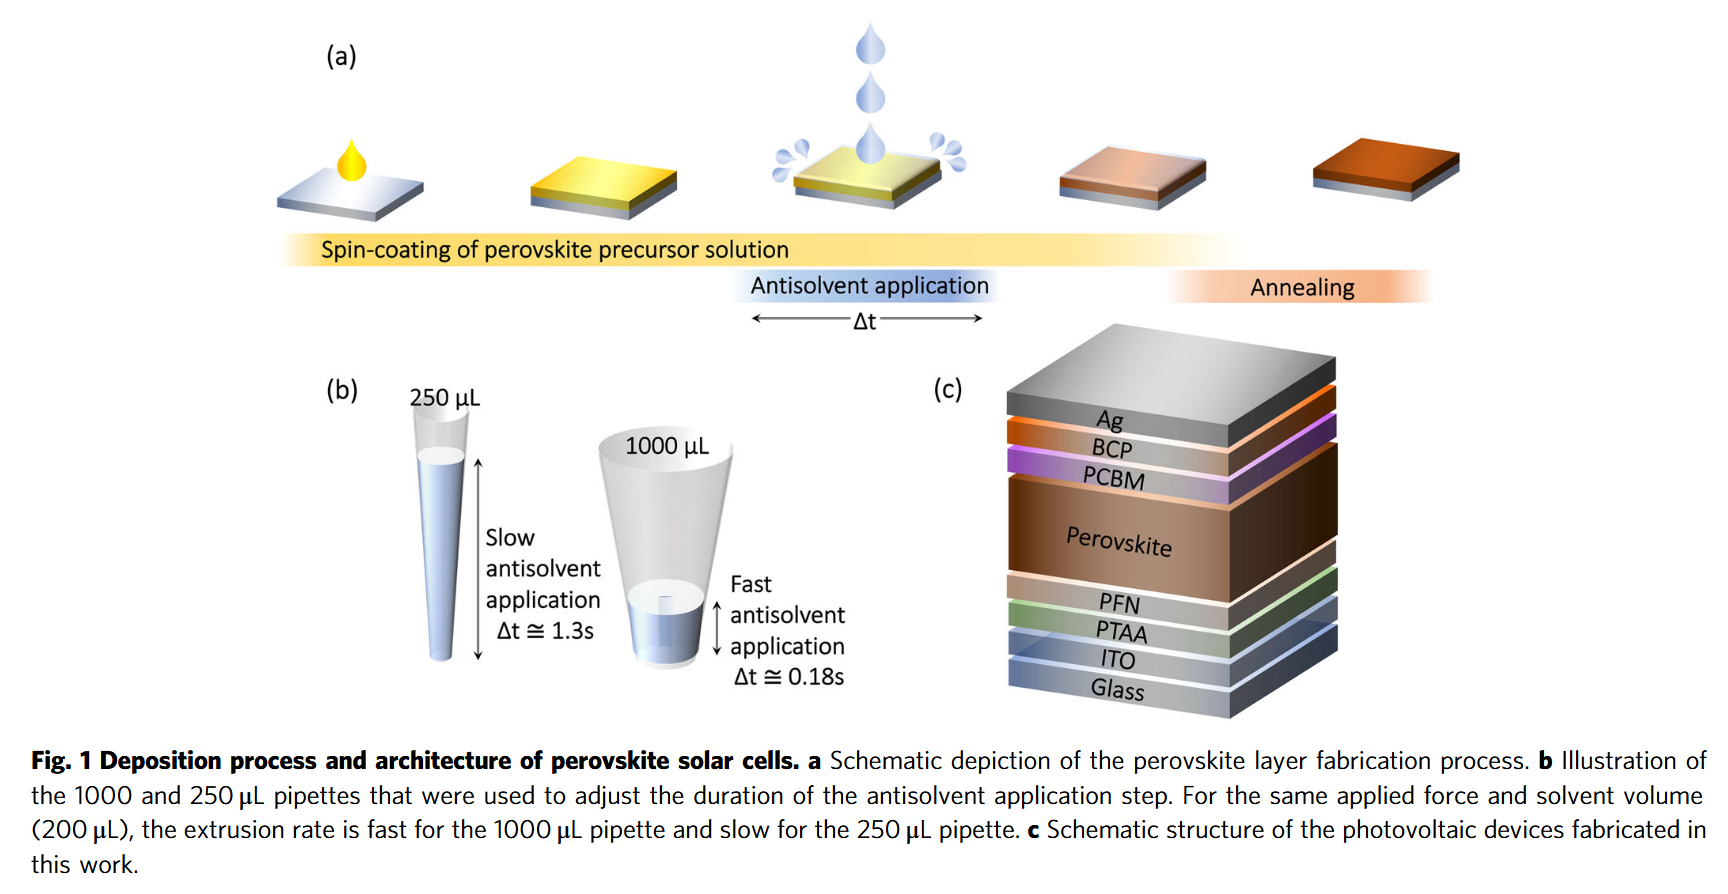 (a)
Spin-coating of perovskite precursor solution
Antisolvent application
Δt
Annealing
(b)
250 µL
Slow
antisolvent
application
Δt ≅ 1.3s
1000 µL
Fast
antisolvent
application
Δt ≅ 0.18s
(c)
Ag
BCP
PCBM
Perovskite
PFN
PTAA
ITO
Glass
Fig. 1 Deposition process and architecture of perovskite solar cells. a Schematic depiction of the perovskite layer fabrication process. b Illustration of
the 1000 and 250 µL pipettes that were used to adjust the duration of the antisolvent application step. For the same applied force and solvent volume
(200 µL), the extrusion rate is fast for the 1000 µL pipette and slow for the 250 µL pipette. c Schematic structure of the photovoltaic devices fabricated in
this work.